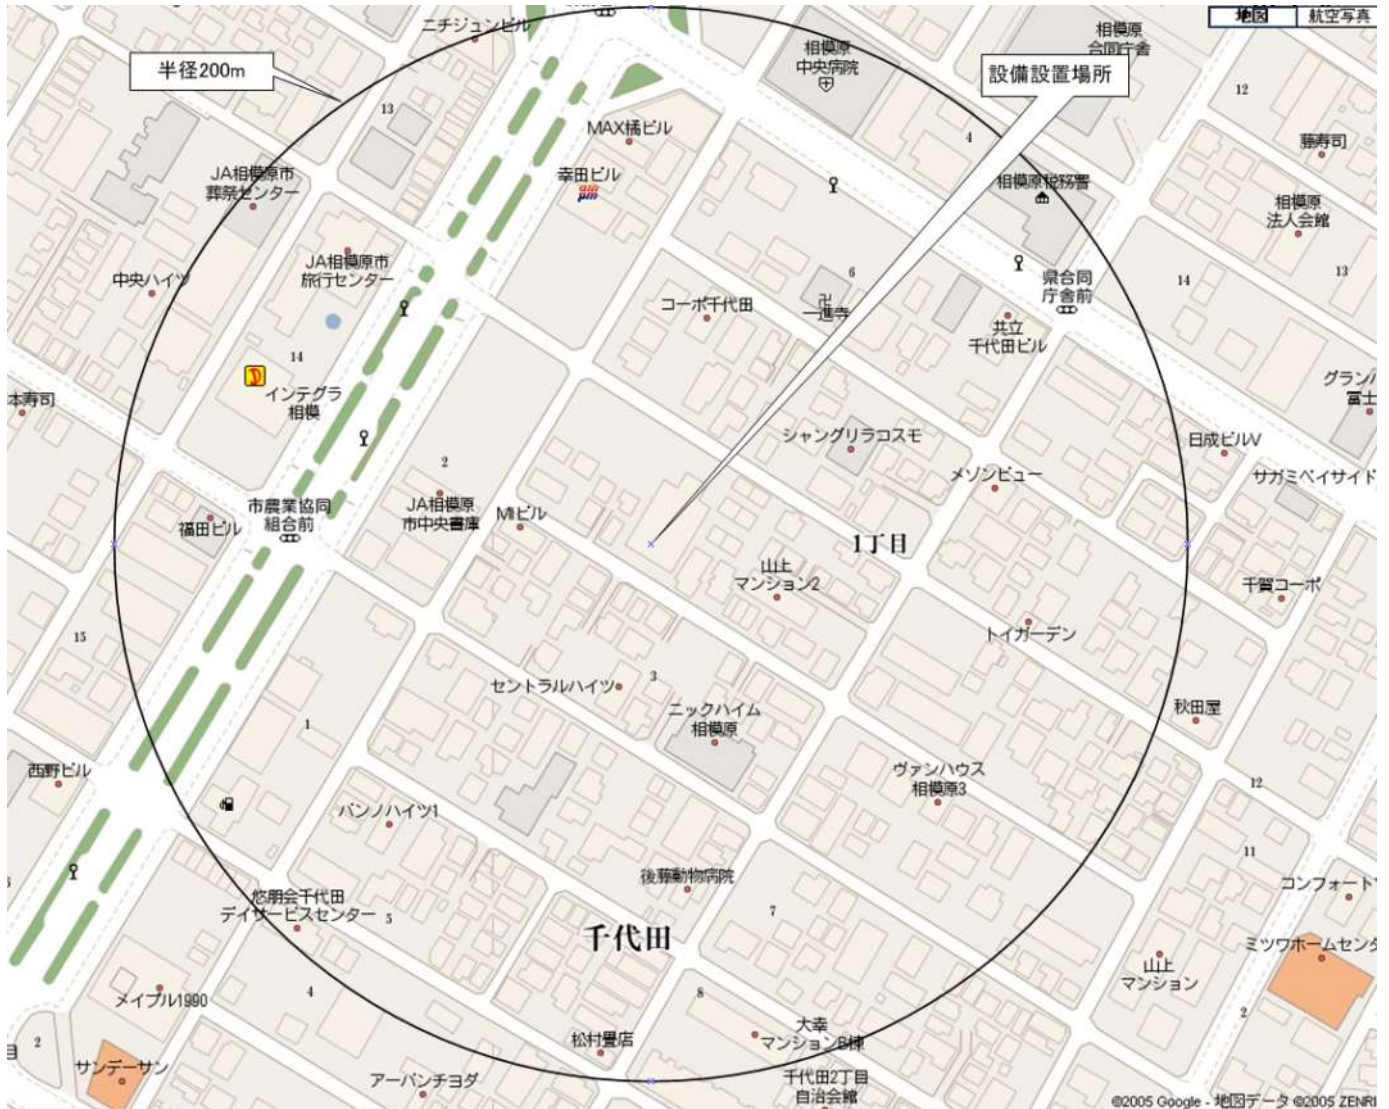 ニチジュンビル
相模原
合同庁舎
地図
航空写真
半径200m
相模原
中央病院
設備設置場所
13
12
4
MAX橘ビル
藤寿司
JA相模原市
葬祭センター
幸田ビル
am
pm
相模原税務署
相模原
法人会館
中央ハイツ
JA相模原市
旅行センター
6
県合同
庁舎前
14
13
コーポ千代田
卍
一進寺
共立
千代田ビル
14
インテグラ
相模
本寿司
富士
シャングリラコスモ
日成ビルV
2
メゾンビュー
サガミベイサイド
JA相模原
市中央書庫
市農業協同
組合前
福田ビル
MIビル
1丁目
山上
マンション2
千賀コーポ
15
トイガーデン
セントラルハイツ
3
ニックハイム
相模原
秋田屋
1
西野ビル
ヴァンハウス
相模原3
12
バンノハイツ1
11
後藤動物病院
コンフォート
悠朋会千代田
デイサービスセンター
5
7
千代田
ミツワホームセンタ
山上
マンション
メイプル1990
4
8
2
2
松村畳店
大幸
マンションB棟
サンデーサン
アーバンチヨダ
千代田2丁目
自治会館
©2005 Google - 地図データ ©2005 ZENRI